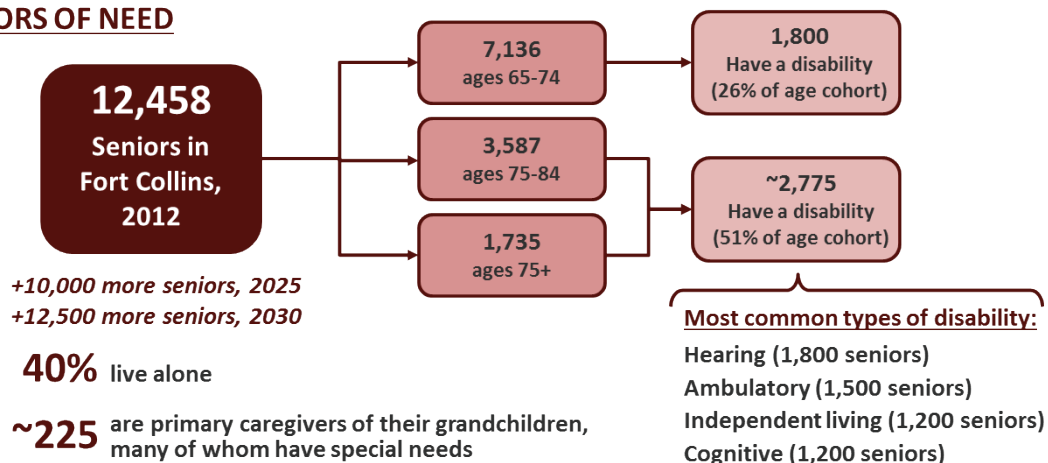 ORS OF NEED
12,458
Seniors in
Fort Collins,
2012
+10,000 more seniors, 2025
+12,500 more seniors, 2030
40% live alone
~225 are primary caregivers of their grandchildren,
many of whom have special needs
7,136
ages 65-74
3,587
ages 75-84
1,735
ages 75+
1,800
Have a disability
(26% of age cohort)
~2,775
Have a disability
(51% of age cohort)
Most common types of disability:
Hearing (1,800 seniors)
Ambulatory (1,500 seniors)
Independent living (1,200 seniors)
Cognitive (1,200 seniors)